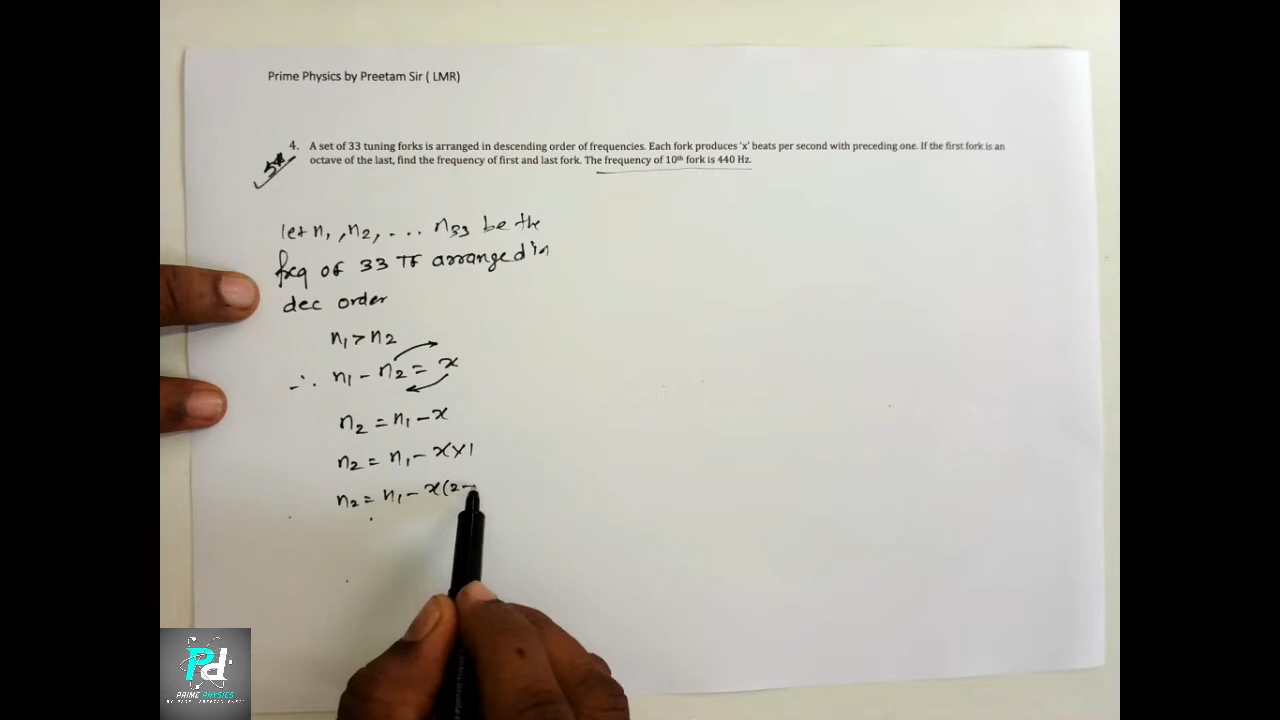 Prime Physics by Preetam Sir ( LMR)
4. A set of 33 tuning forks is arranged in descending order of frequencies. Each fork produces 'x' beats per second with preceding one. If the first fork is an
octave of the last, find the frequency of first and last fork. The frequency of 10th fork is 440 Hz.
let n₁, n₂, ... n₃₃ be the
freq of 33 TF arranged in
dec order
n₁ > n₂
∴ n₁ - n₂ = x
n₂ = n₁ - x
n₂ = n₁ - x×1
n₂ = n₁ - x(2-
Pd
PRIME PHYSICS